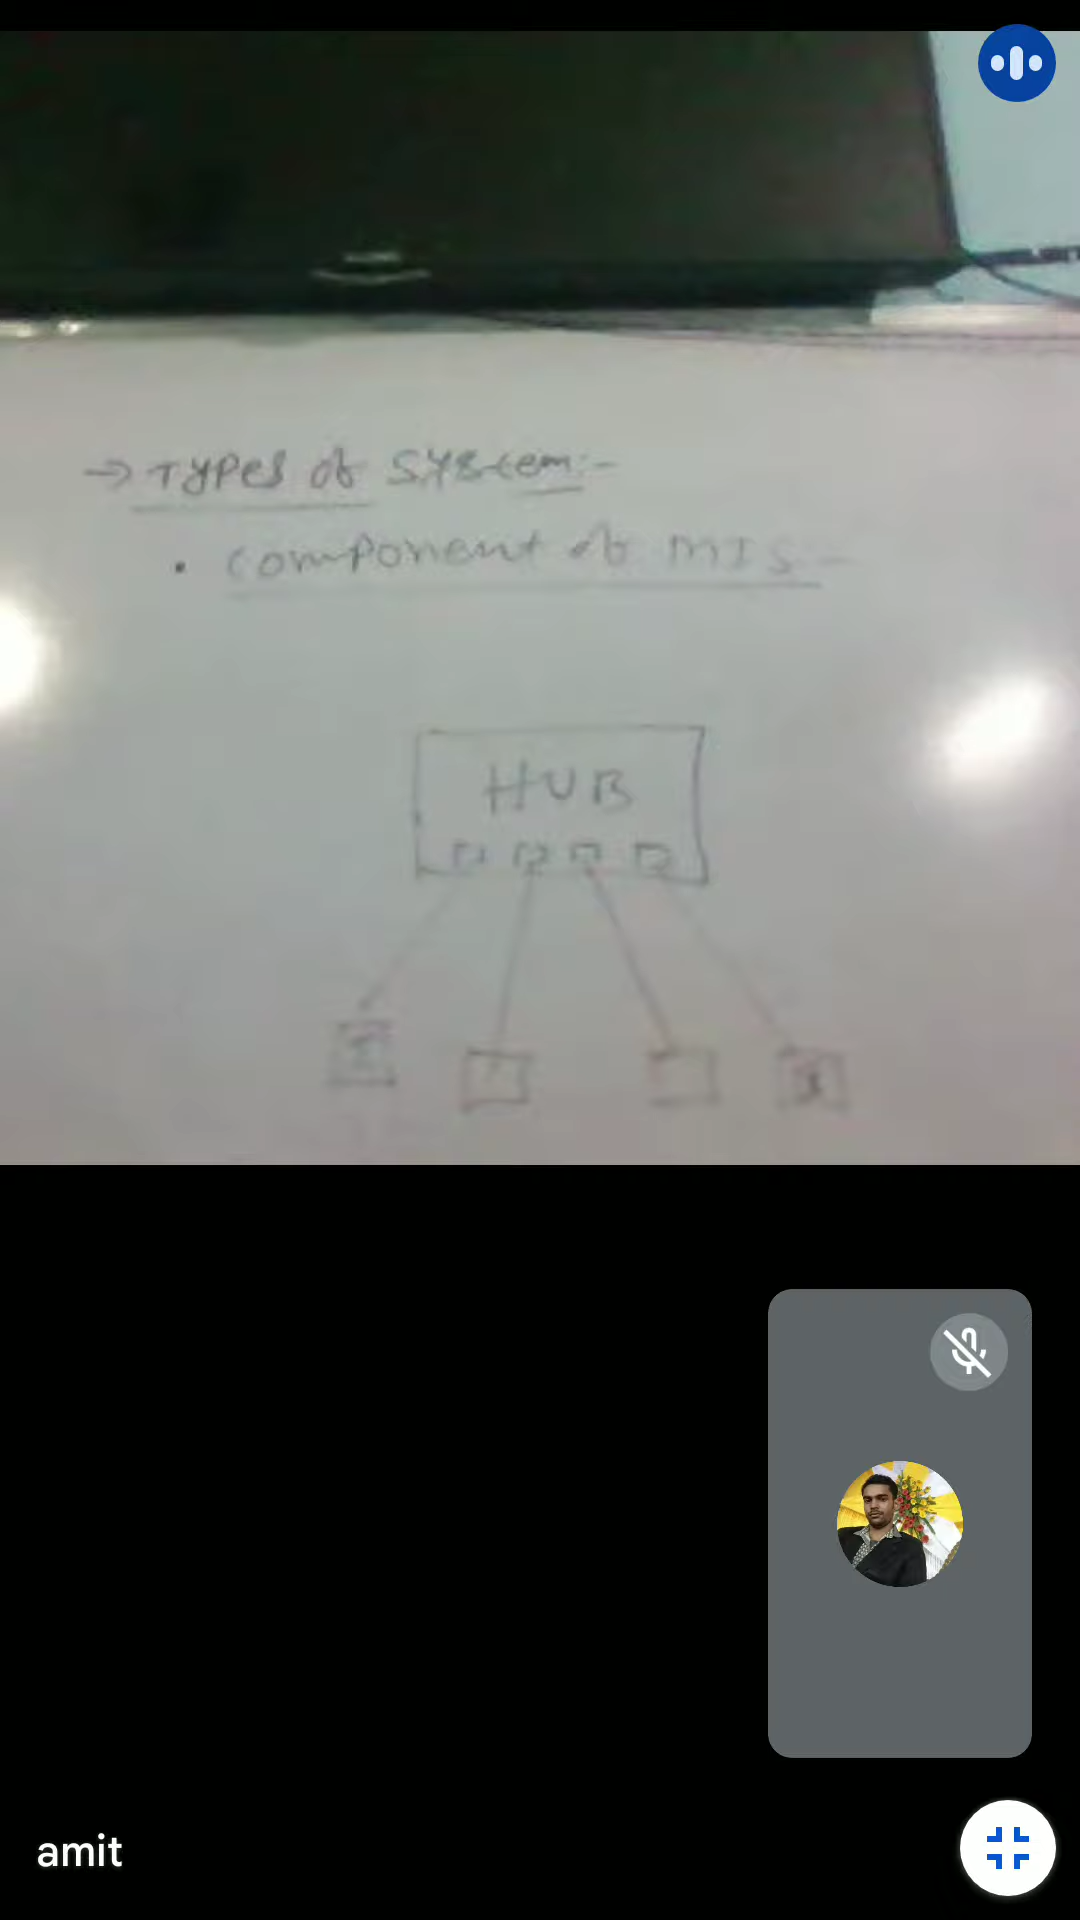 → Types of System:-
• Component of MIS -
HUB
amit